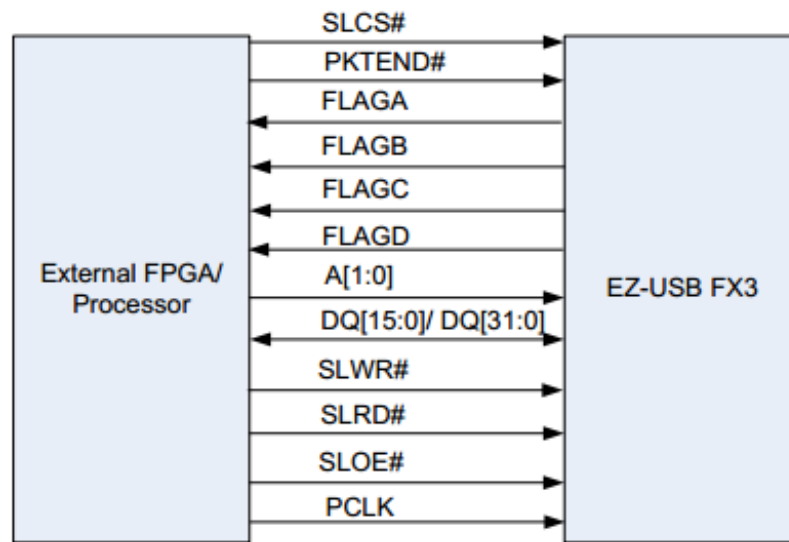 SLCS#
PKTEND#
FLAGA
FLAGB
FLAGC
FLAGD
External FPGA/
Processor
A[1:0]
EZ-USB FX3
DQ[15:0]/ DQ[31:0]
SLWR#
SLRD#
SLOE#
PCLK